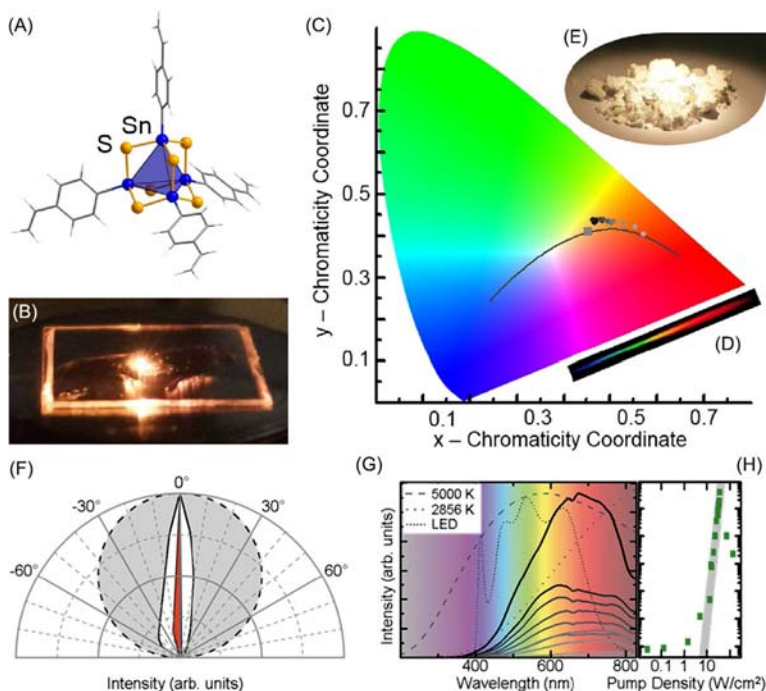 (A)
S
Sn
(B)
(C)
y – Chromaticity Coordinate
0.7
0.5
0.3
0.1
0.1 0.3 0.5 0.7
x – Chromaticity Coordinate
(D)
(E)
(F)
0°
-30° 30°
-60° 60°
Intensity (arb. units)
(G)
5000 K
2856 K
LED
Intensity (arb. units)
400 600 800
Wavelength (nm)
(H)
0.1 1 10
Pump Density (W/cm²)